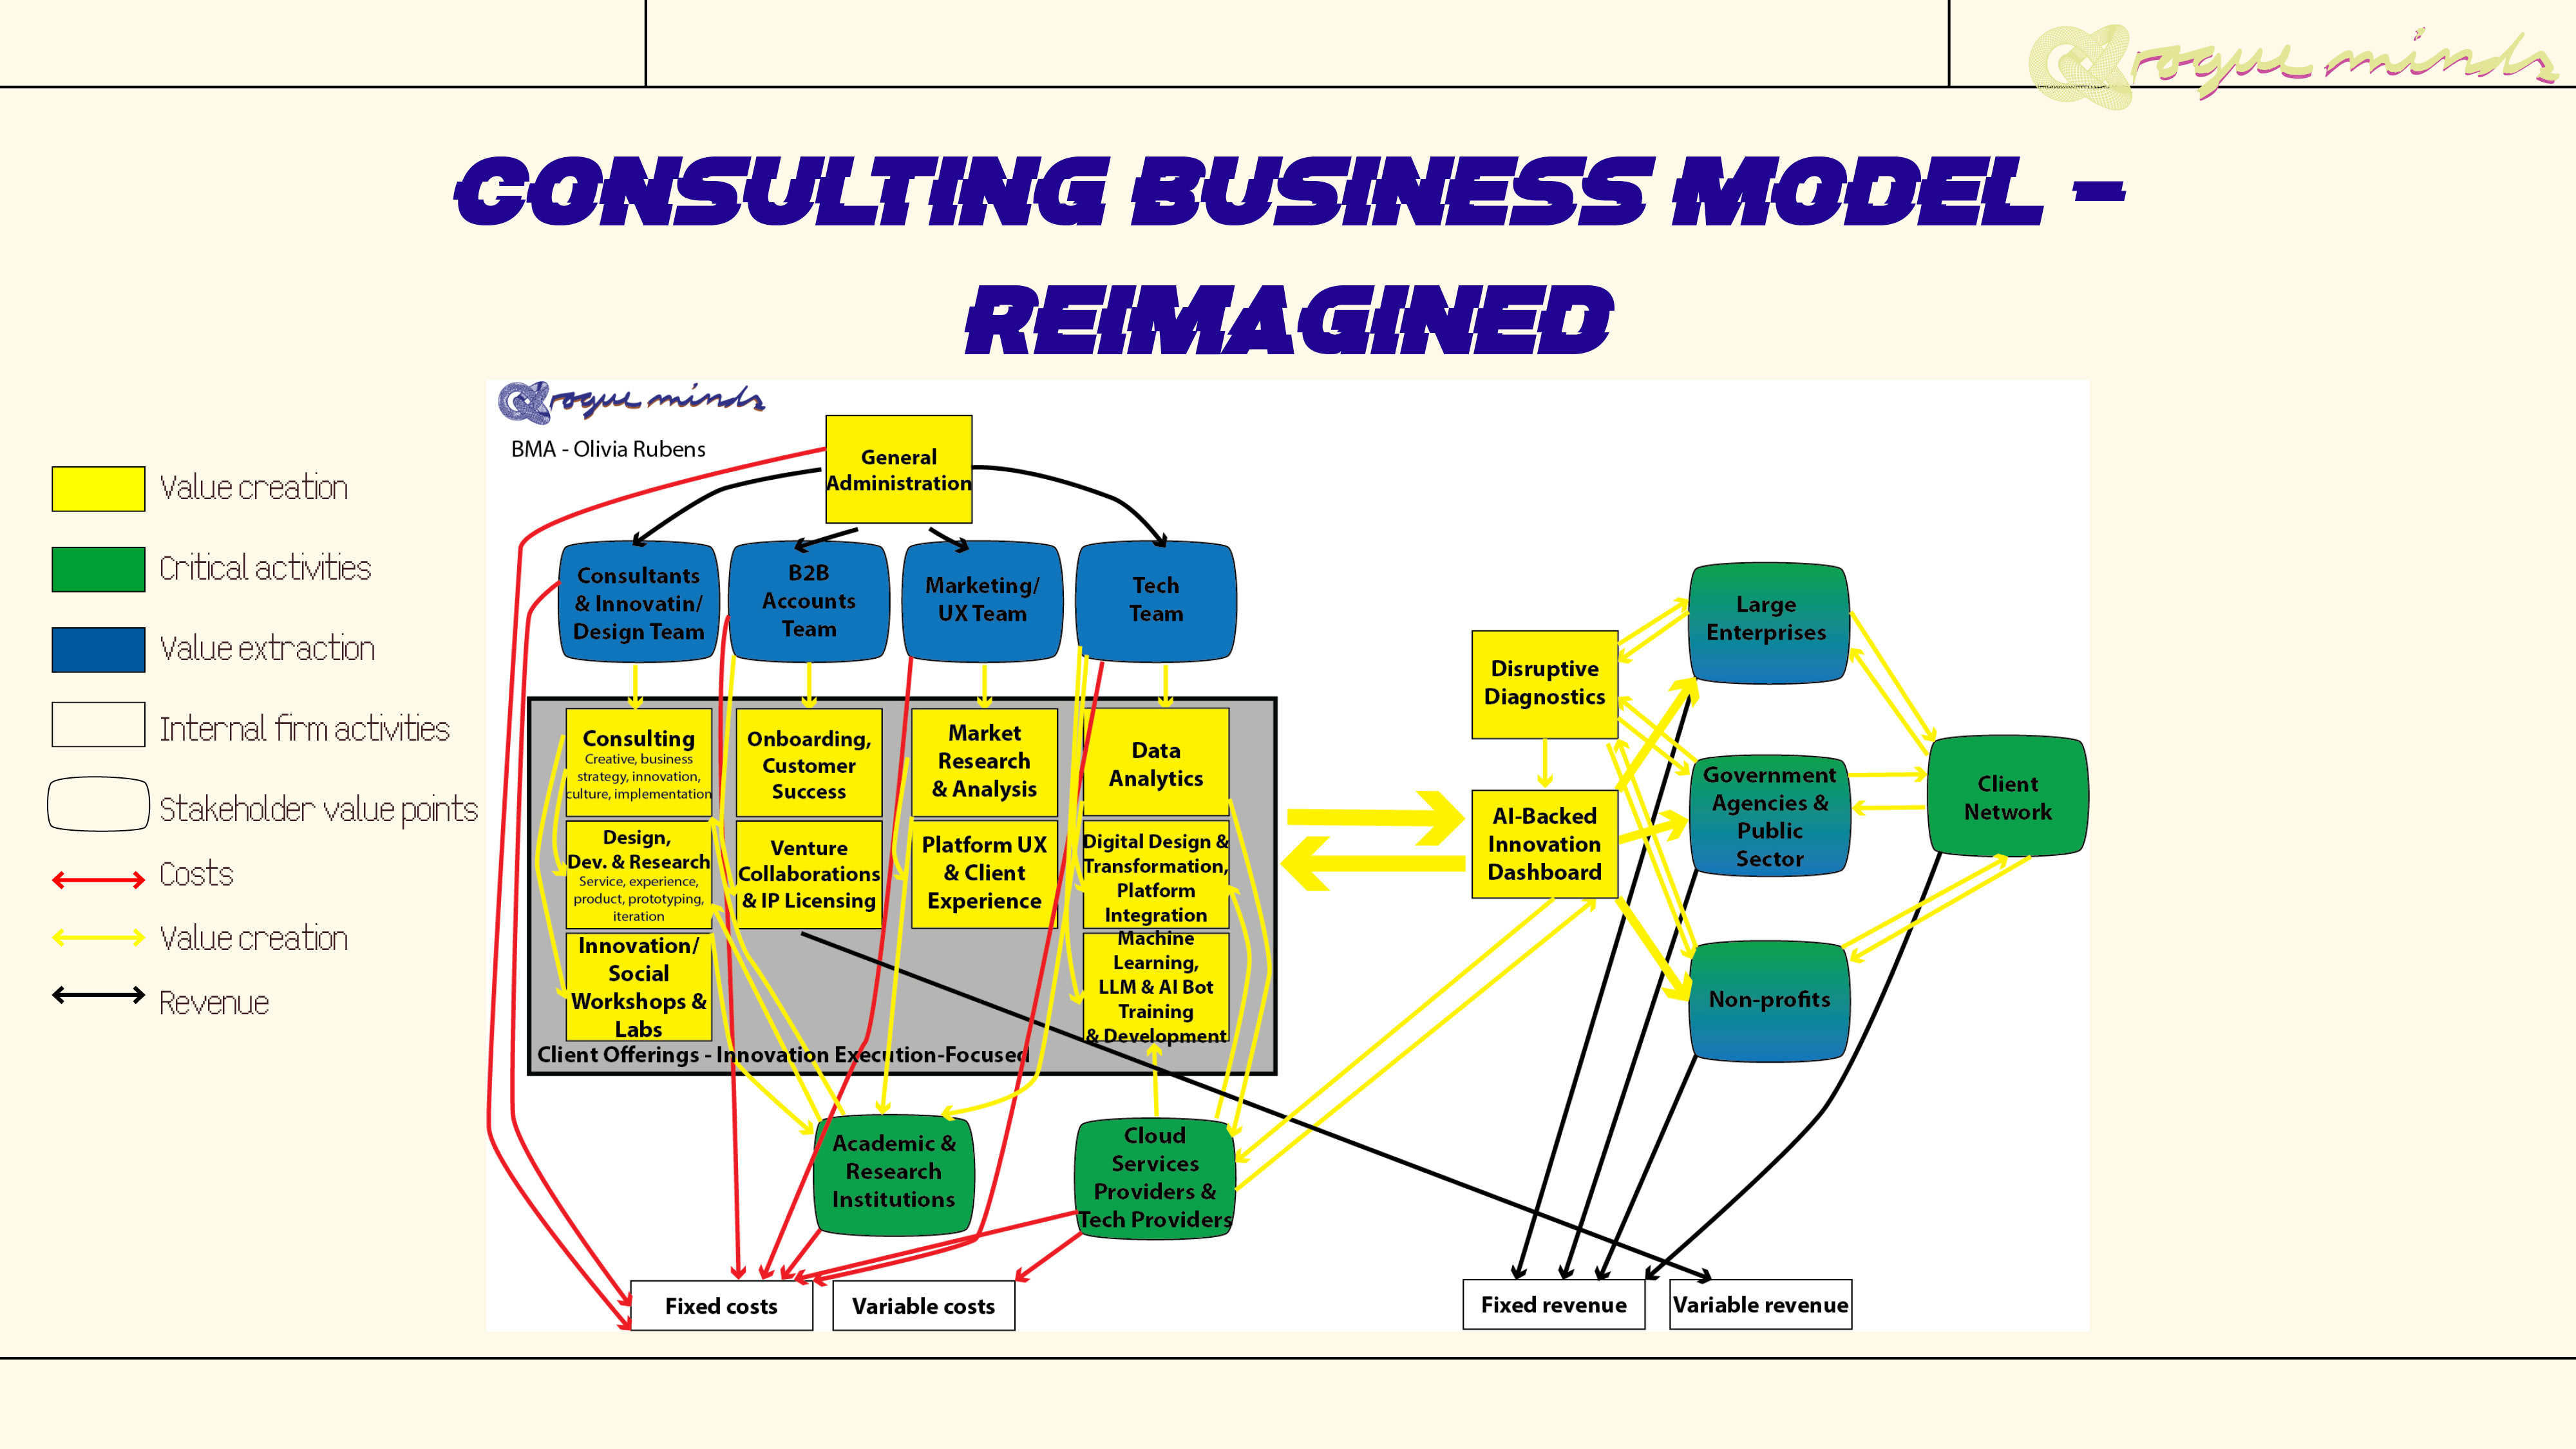 rogue minds
CONSULTING BUSINESS MODEL -
REIMAGINED
rogue minds
BMA - Olivia Rubens
Value creation
Critical activities
Value extraction
Internal firm activities
Stakeholder value points
Costs
Value creation
Revenue
General
Administration
Consultants
& Innovatin/
Design Team
B2B
Accounts
Team
Marketing/
UX Team
Tech
Team
Consulting
Creative, business
strategy, innovation,
culture, implementation
Onboarding,
Customer
Success
Market
Research
& Analysis
Data
Analytics
Design,
Dev. & Research
Service, experience,
product, prototyping,
iteration
Venture
Collaborations
& IP Licensing
Platform UX
& Client
Experience
Digital Design &
Transformation,
Platform
Integration
Innovation/
Social
Workshops &
Labs
Machine
Learning,
LLM & AI Bot
Training
& Development
Client Offerings - Innovation Execution-Focused
Disruptive
Diagnostics
AI-Backed
Innovation
Dashboard
Large
Enterprises
Government
Agencies &
Public
Sector
Non-profits
Client
Network
Academic &
Research
Institutions
Cloud
Services
Providers &
Tech Providers
Fixed costs
Variable costs
Fixed revenue
Variable revenue